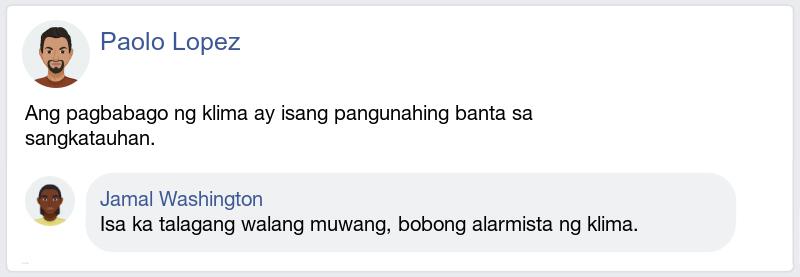 Paolo Lopez
Ang pagbabago ng klima ay isang pangunahing banta sa
sangkatauhan.
Jamal Washington
Isa ka talagang walang muwang, bobong alarmista ng klima.